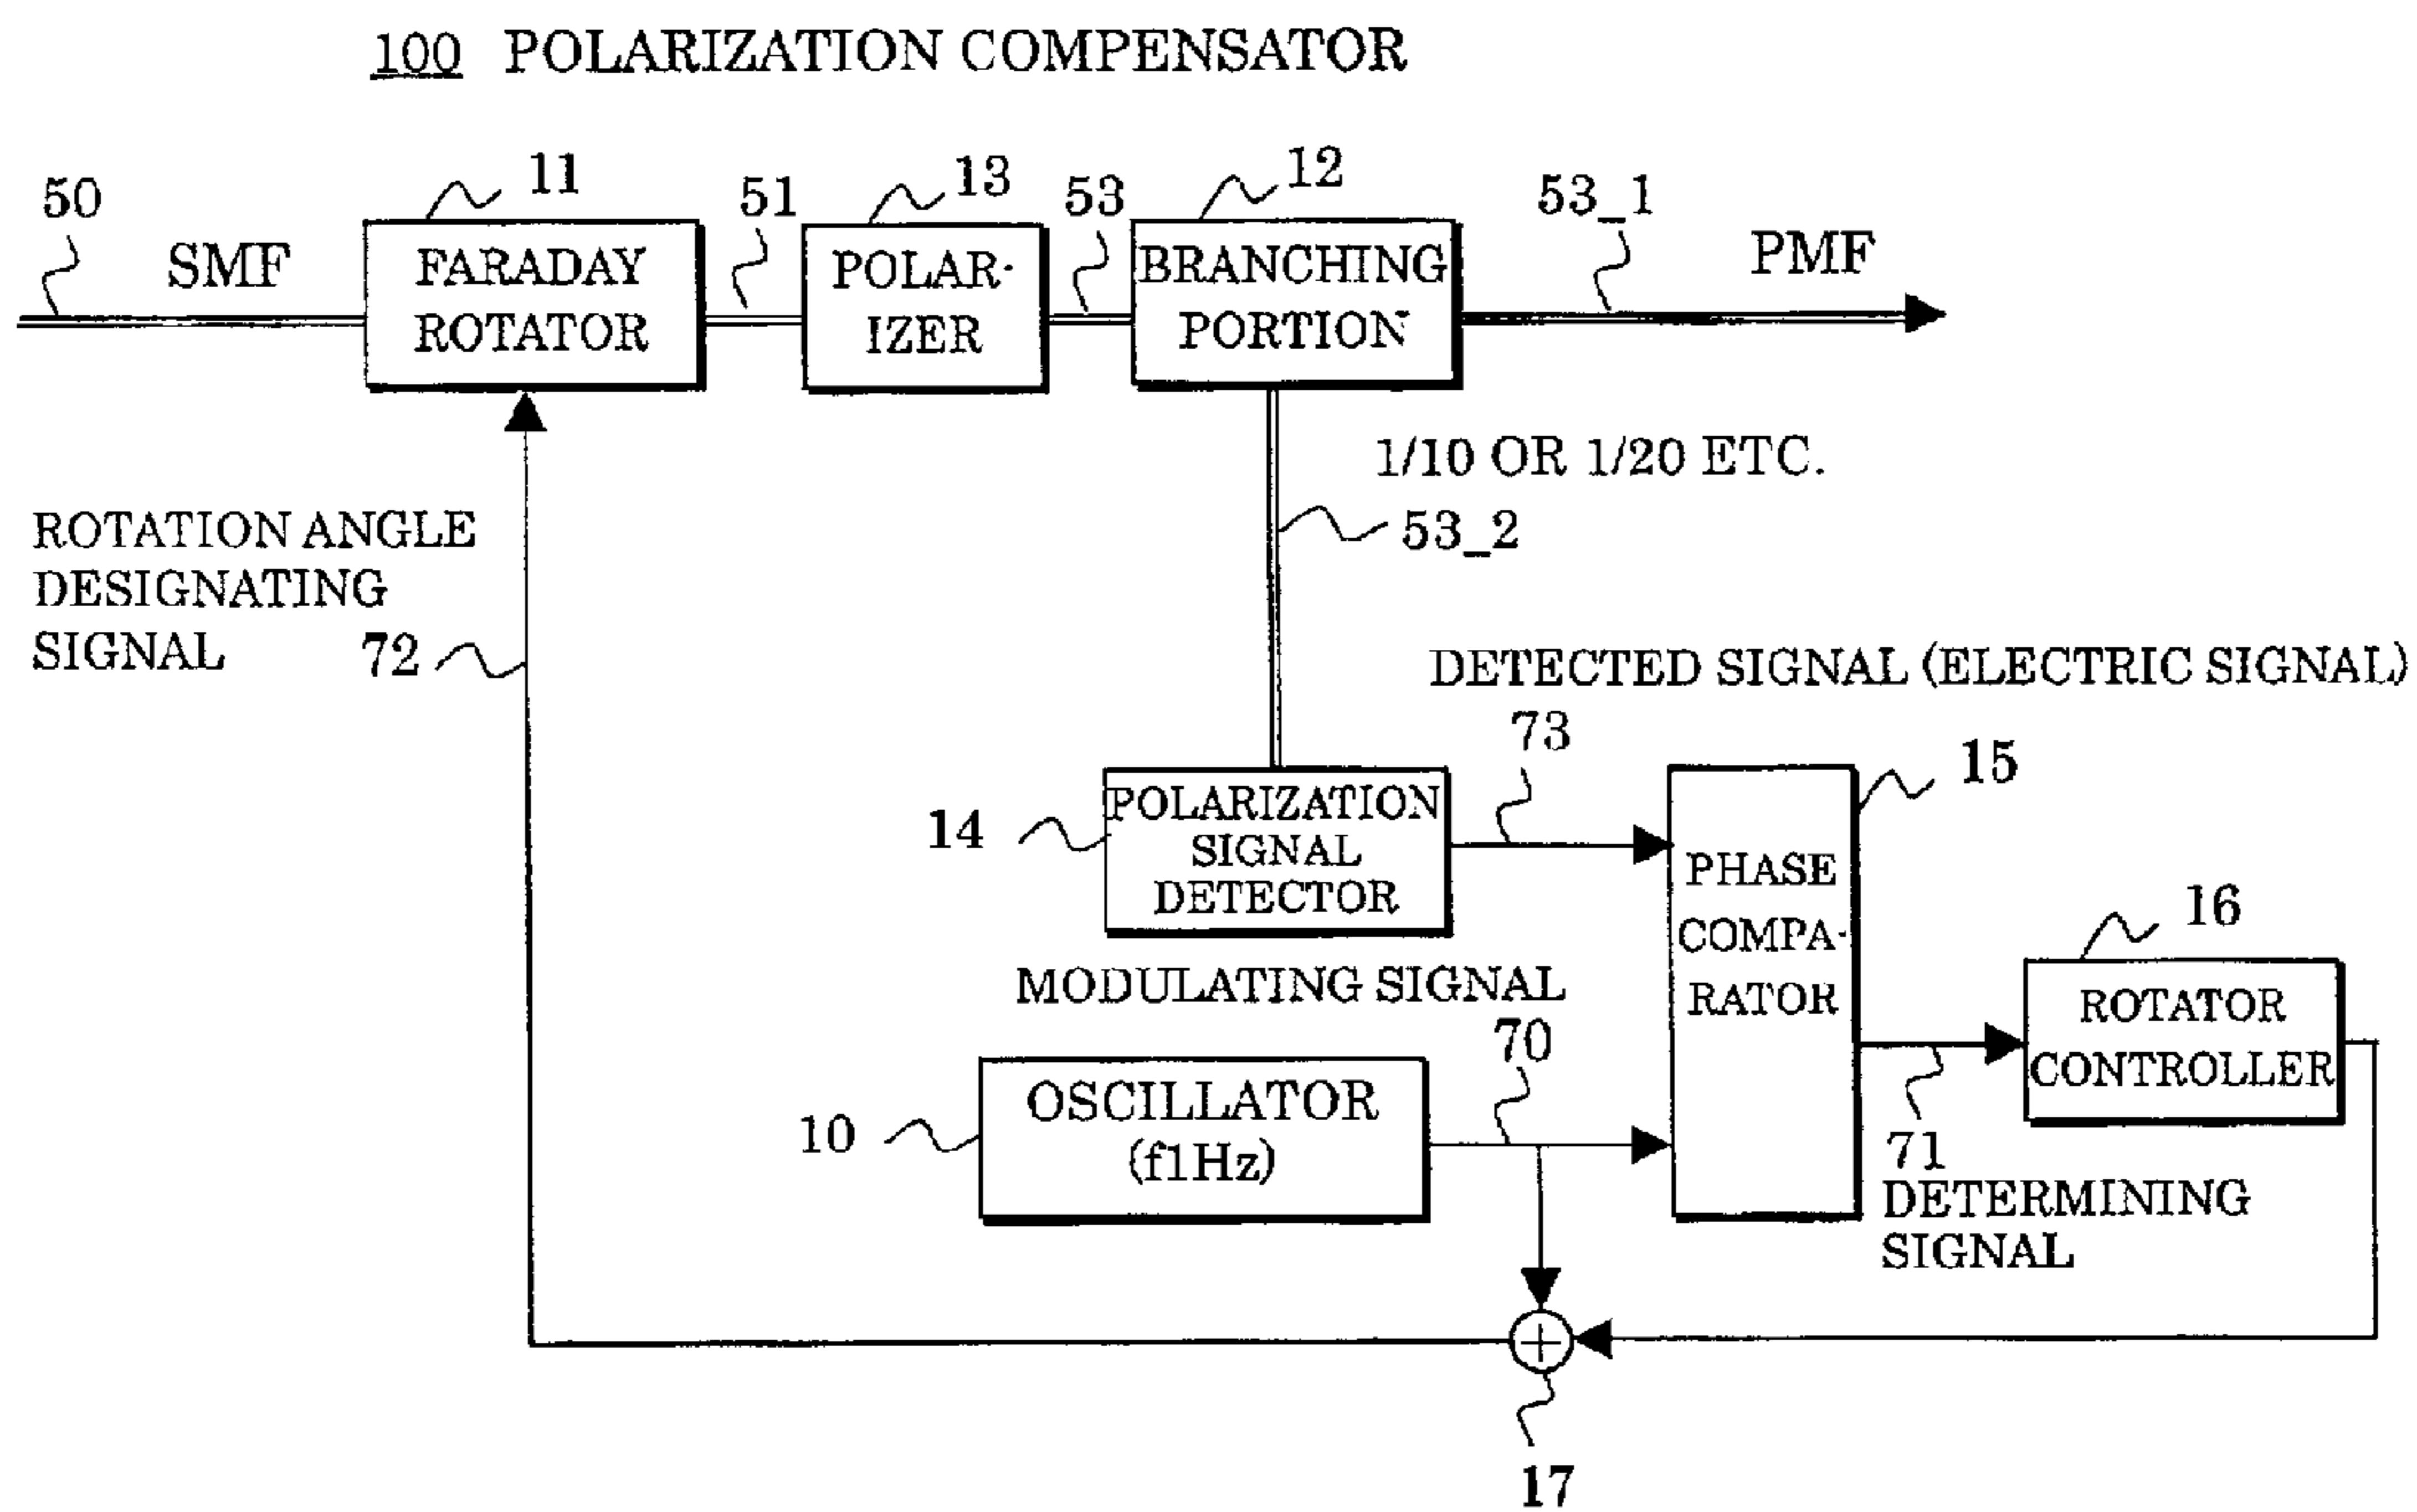 100 POLARIZATION COMPENSATOR
50
SMF
11
FARADAY
ROTATOR
51
13
POLAR-
IZER
53
12
BRANCHING
PORTION
53_1
PMF
1/10 OR 1/20 ETC.
53_2
ROTATION ANGLE
DESIGNATING
SIGNAL
72
DETECTED SIGNAL (ELECTRIC SIGNAL)
73
14
POLARIZATION
SIGNAL
DETECTOR
15
PHASE
COMPA-
RATOR
16
ROTATOR
CONTROLLER
MODULATING SIGNAL
70
10
OSCILLATOR
(f1Hz)
71
DETERMINING
SIGNAL
17